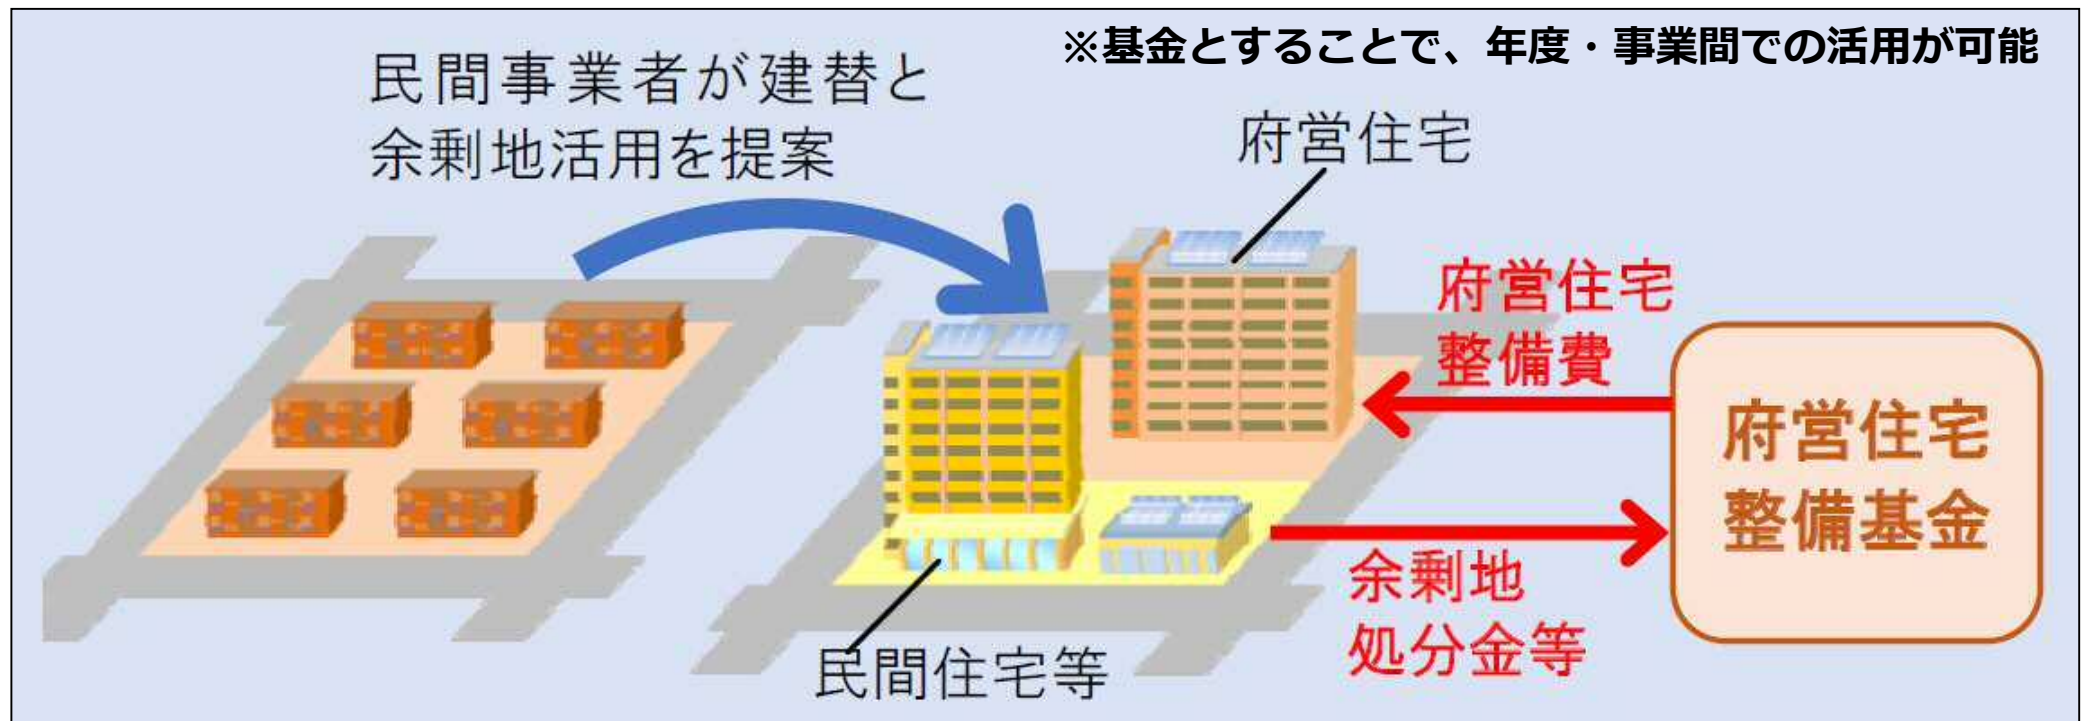 ※基金とすることで、年度・事業間での活用が可能
民間事業者が建替と
余剰地活用を提案
府営住宅
府営住宅
整備費
府営住宅
整備基金
余剰地
処分金等
民間住宅等